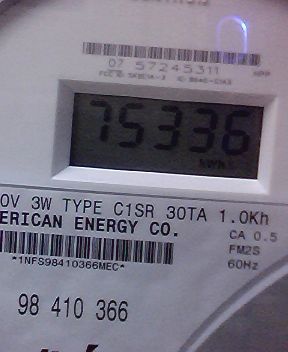 07 57245311
75336
KWH
0V 3W TYPE C1SR 30TA 1.0Kh
ERICAN ENERGY CO.
CA 0.5
FM2S
*1NFS98410366MEC*
60Hz
98 410 366